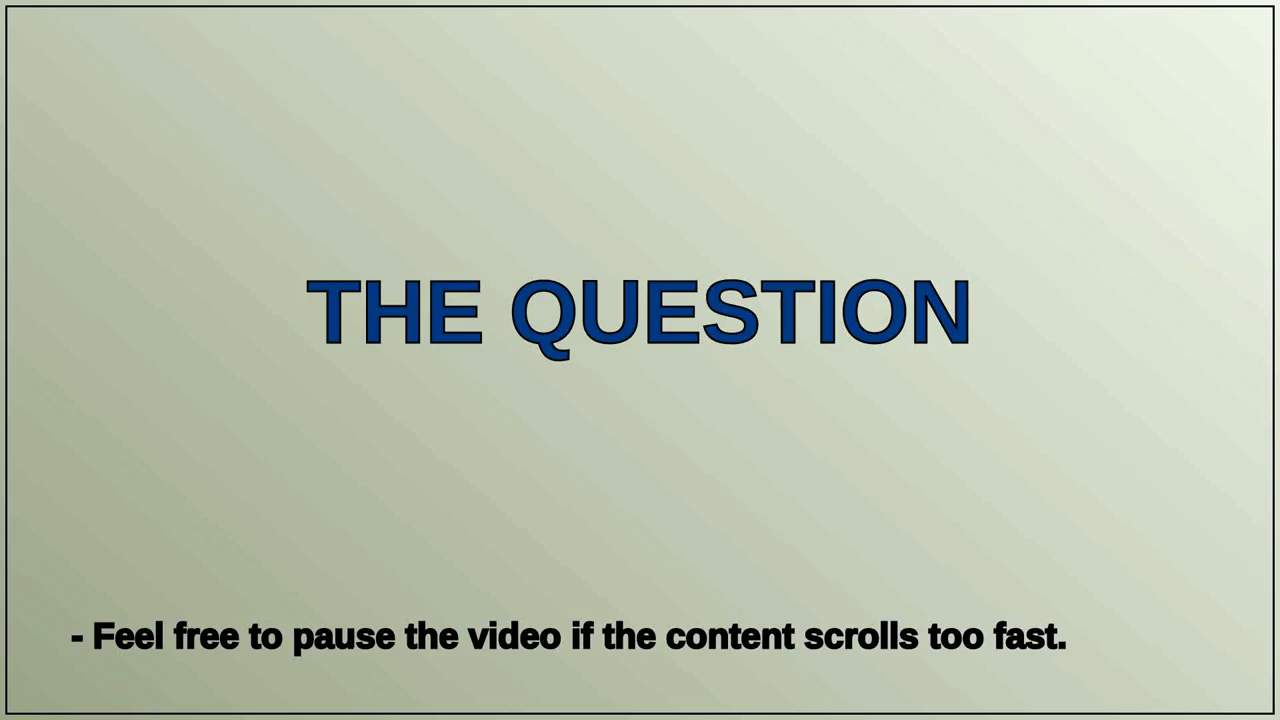 THE QUESTION
- Feel free to pause the video if the content scrolls too fast.